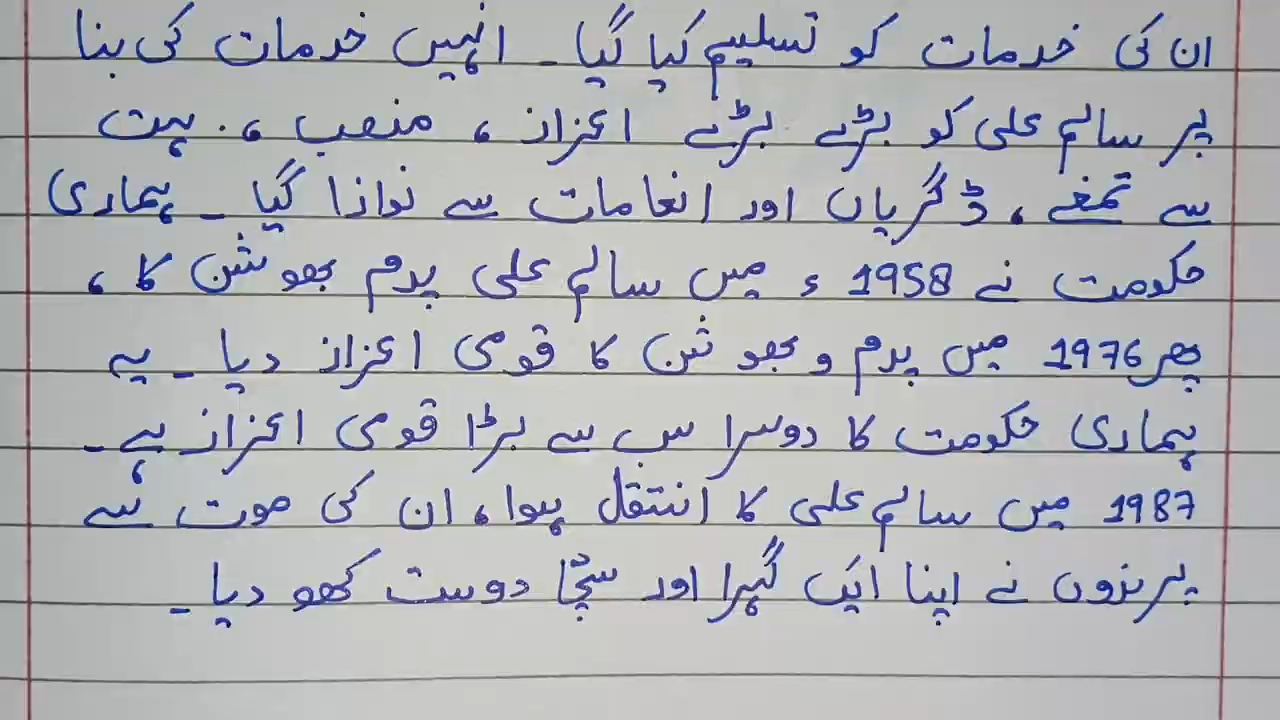 ان کی خدمات کو تسلیم کیا گیا۔ انہیں خدمات کی بنا
پر سالم علی کو بڑے بڑے اعزاز، منصب، بہت
سے تمغے، ڈگریاں اور انعامات سے نوازا گیا۔ ہماری
حکومت نے 1958ء میں سالم علی پدم بھوشن کا،
پھر 1976 میں پدم وبھوشن کا قومی اعزاز دیا۔ یہ
ہماری حکومت کا دوسرا سب سے بڑا قومی اعزاز ہے۔
1987 میں سالم علی کا انتقل ہوا، ان کی موت سے
پرندوں نے اپنا ایک گہرا اور سچّا دوست کھو دیا۔